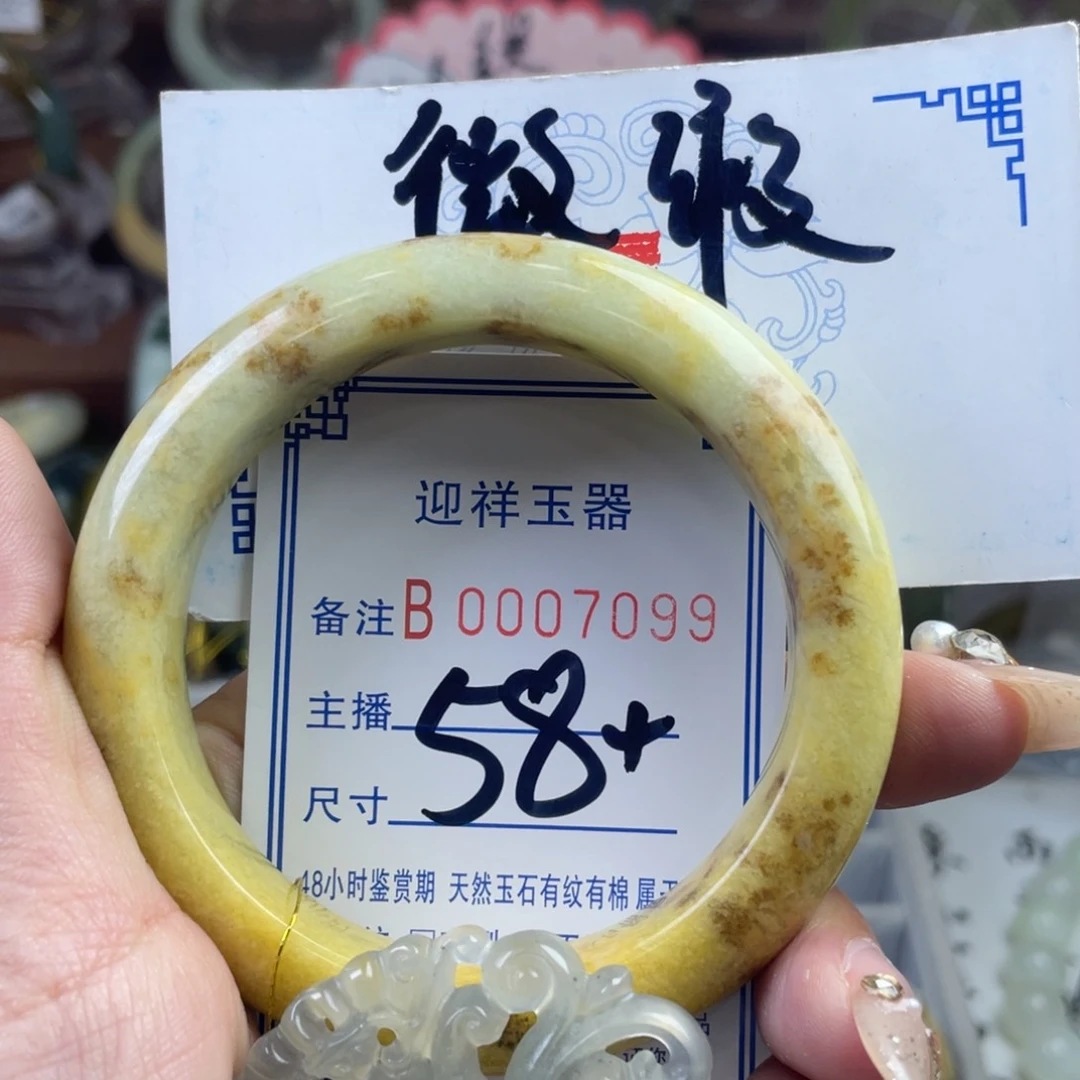 微瑕
迎祥玉器
备注B 0007099
主播
58+
尺寸
48小时鉴赏期 天然玉石有纹有棉 属